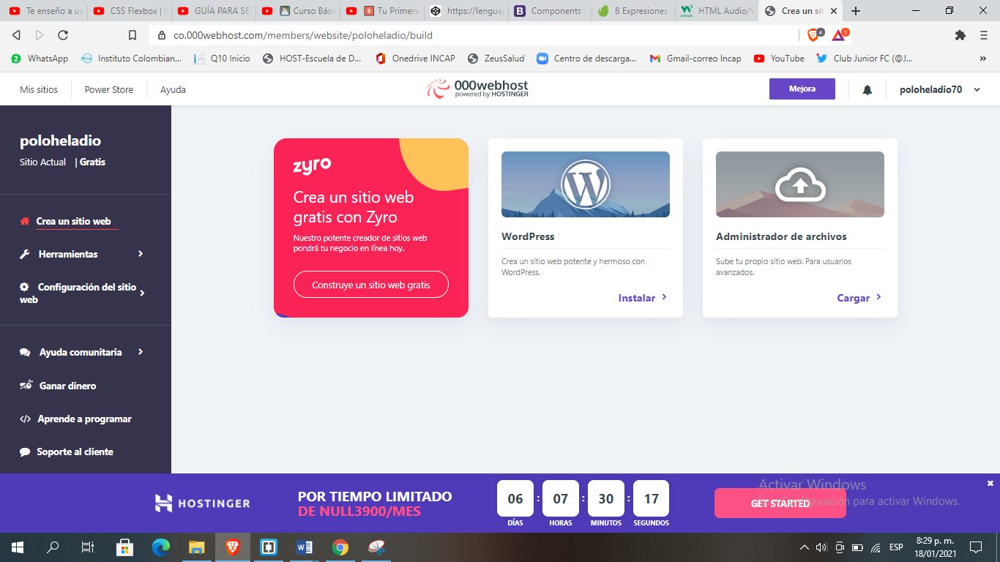 Te enseño a us
CSS Flexbox | G
GUÍA PARA SER
Curso Básic
Tu Primera
https://lenguaj
Components ·
8 Expresiones
HTML Audio/V
Crea un siti
co.000webhost.com/members/website/poloheladio/build
4
1
2
WhatsApp
Instituto Colombian...
Q10 Inicio
HOST-Escuela de D...
Onedrive INCAP
ZeusSalud
Centro de descarga...
Gmail-correo Incap
YouTube
Club Junior FC (@J...
»
Mis sitios
Power Store
Ayuda
000webhost
powered by HOSTINGER
Mejora
poloheladio70
poloheladio
Sitio Actual | Gratis
Crea un sitio web
Herramientas
Configuración del sitio
web
Ayuda comunitaria
Ganar dinero
Aprende a programar
Soporte al cliente
zyro
Crea un sitio web
gratis con Zyro
Nuestro potente creador de sitios web
pondrá tu negocio en línea hoy.
Construye un sitio web gratis
WordPress
Crea un sitio web potente y hermoso con
WordPress.
Instalar
Administrador de archivos
Sube tu propio sitio web. Para usuarios
avanzados.
Cargar
HOSTINGER
POR TIEMPO LIMITADO
DE NULL3900/MES
06 : 07 : 30 : 17
DÍAS HORAS MINUTOS SEGUNDOS
GET STARTED
Activar Windows
Configuración para activar Windows.
ESP
8:29 p. m.
18/01/2021